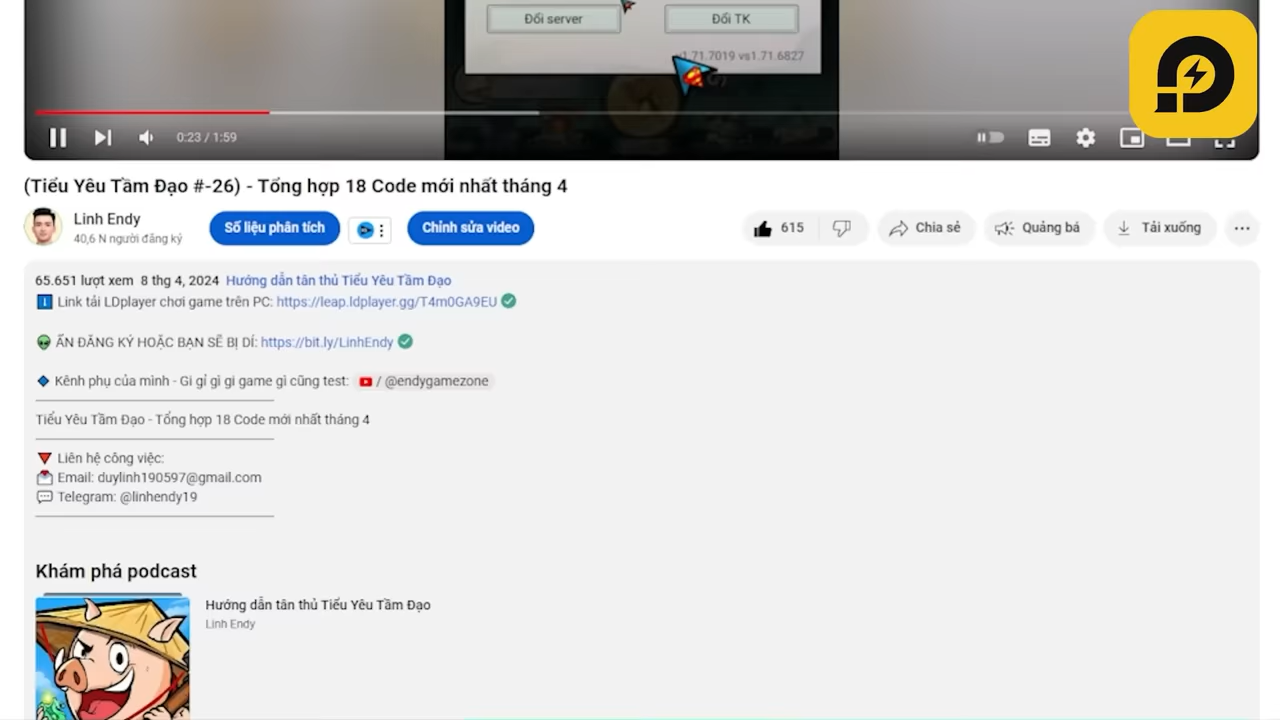 Đổi server
Đổi TK
v1.71.7019 vs1.71.6827
0:23 / 1:59
(Tiểu Yêu Tầm Đạo #-26) - Tổng hợp 18 Code mới nhất tháng 4
Linh Endy
40,6 N người đăng ký
Số liệu phân tích
Chỉnh sửa video
615
Chia sẻ
Quảng bá
Tải xuống
65.651 lượt xem 8 thg 4, 2024 Hướng dẫn tân thủ Tiểu Yêu Tầm Đạo
Link tải LDplayer chơi game trên PC: https://leap.ldplayer.gg/T4m0GA9EU
ẤN ĐĂNG KÝ HOẶC BẠN SẼ BỊ DÍ: https://bit.ly/LinhEndy
Kênh phụ của mình - Gi gỉ gì gi game gì cũng test: / @endygamezone
Tiểu Yêu Tầm Đạo - Tổng hợp 18 Code mới nhất tháng 4
Liên hệ công việc:
Email: duylinh190597@gmail.com
Telegram: @linhendy19
Khám phá podcast
Hướng dẫn tân thủ Tiểu Yêu Tầm Đạo
Linh Endy